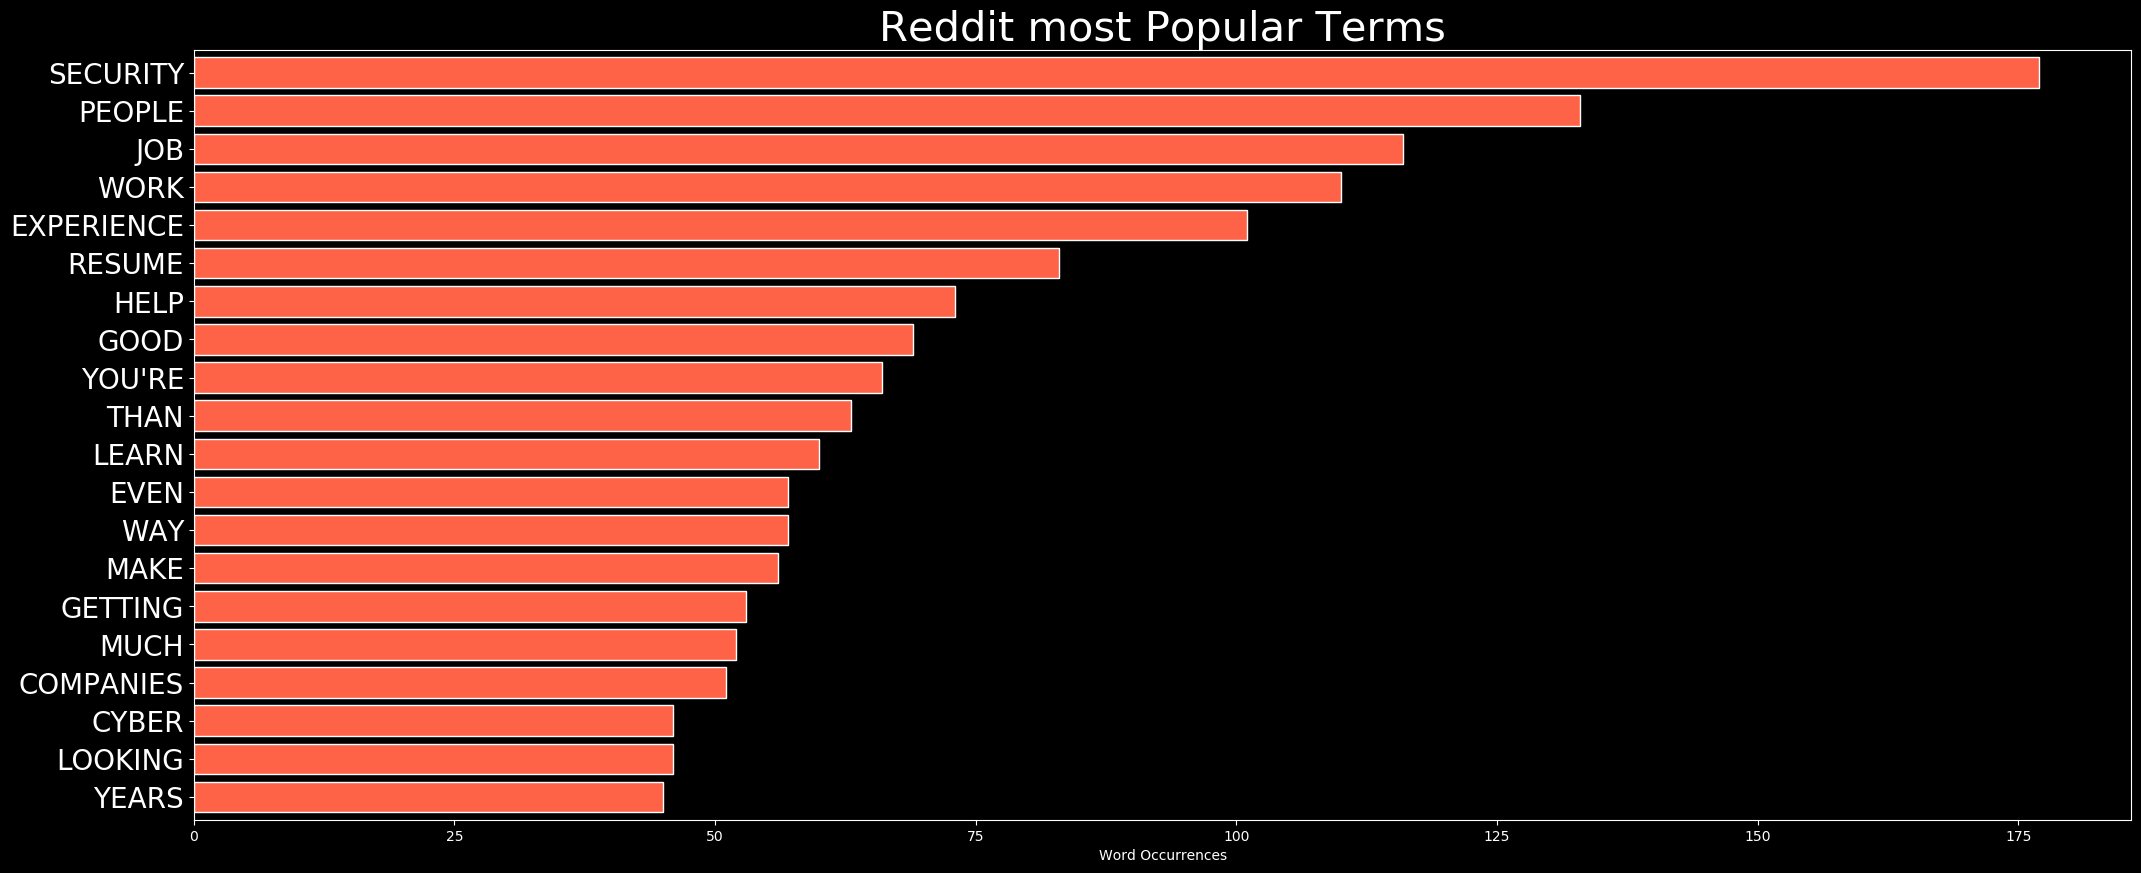 Reddit most Popular Terms
SECURITY
PEOPLE
JOB
WORK
EXPERIENCE
RESUME
HELP
GOOD
YOU'RE
THAN
LEARN
EVEN
WAY
MAKE
GETTING
MUCH
COMPANIES
CYBER
LOOKING
YEARS
0 25 50 75 100 125 150 175
Word Occurrences